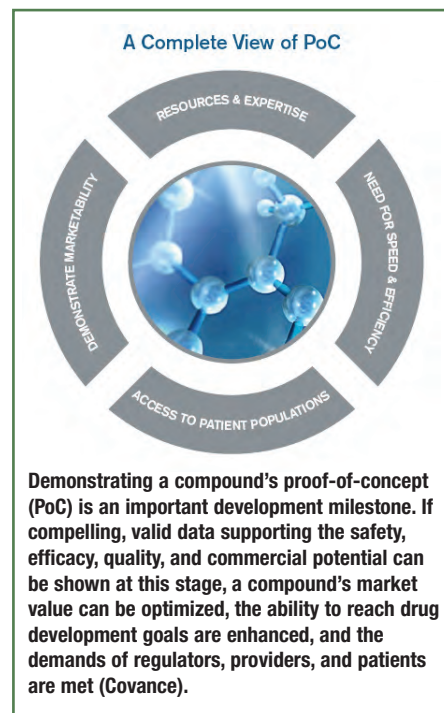 A Complete View of PoC
RESOURCES & EXPERTISE
DEMONSTRATE MARKETABILITY
NEED FOR SPEED & EFFICIENCY
ACCESS TO PATIENT POPULATIONS
Demonstrating a compound's proof-of-concept
(PoC) is an important development milestone. If
compelling, valid data supporting the safety,
efficacy, quality, and commercial potential can
be shown at this stage, a compound's market
value can be optimized, the ability to reach drug
development goals are enhanced, and the
demands of regulators, providers, and patients
are met (Covance).